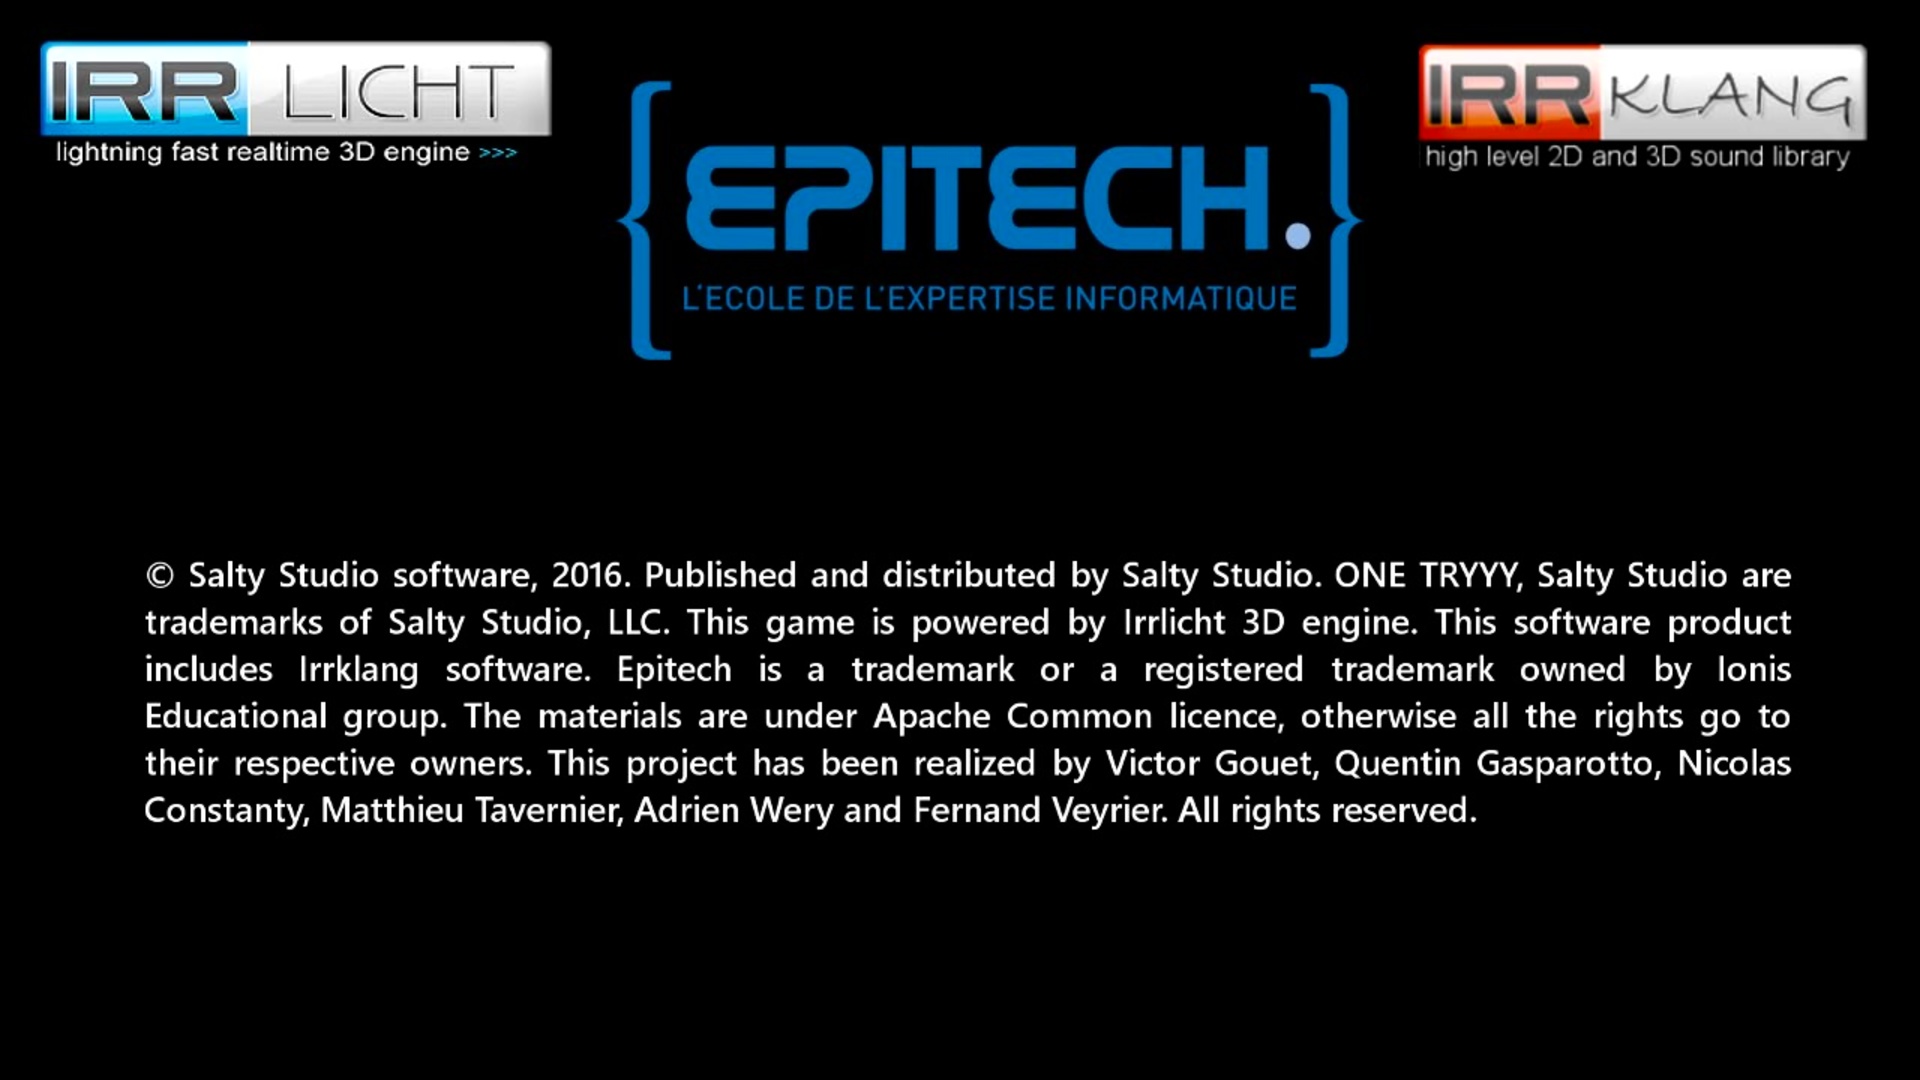 IRR LICHT
lightning fast realtime 3D engine >>>
{EPITECH.}
L'ECOLE DE L'EXPERTISE INFORMATIQUE
IRR KLANG
high level 2D and 3D sound library
© Salty Studio software, 2016. Published and distributed by Salty Studio. ONE TRYYY, Salty Studio are
trademarks of Salty Studio, LLC. This game is powered by Irrlicht 3D engine. This software product
includes Irrklang software. Epitech is a trademark or a registered trademark owned by Ionis
Educational group. The materials are under Apache Common licence, otherwise all the rights go to
their respective owners. This project has been realized by Victor Gouet, Quentin Gasparotto, Nicolas
Constanty, Matthieu Tavernier, Adrien Wery and Fernand Veyrier. All rights reserved.